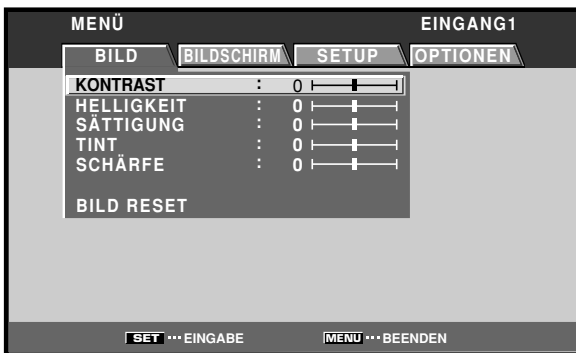 MENÜ EINGANG1
BILD BILDSCHIRM SETUP OPTIONEN
KONTRAST : 0
HELLIGKEIT : 0
SÄTTIGUNG : 0
TINT : 0
SCHÄRFE : 0
BILD RESET
SET ••• EINGABE MENU ••• BEENDEN